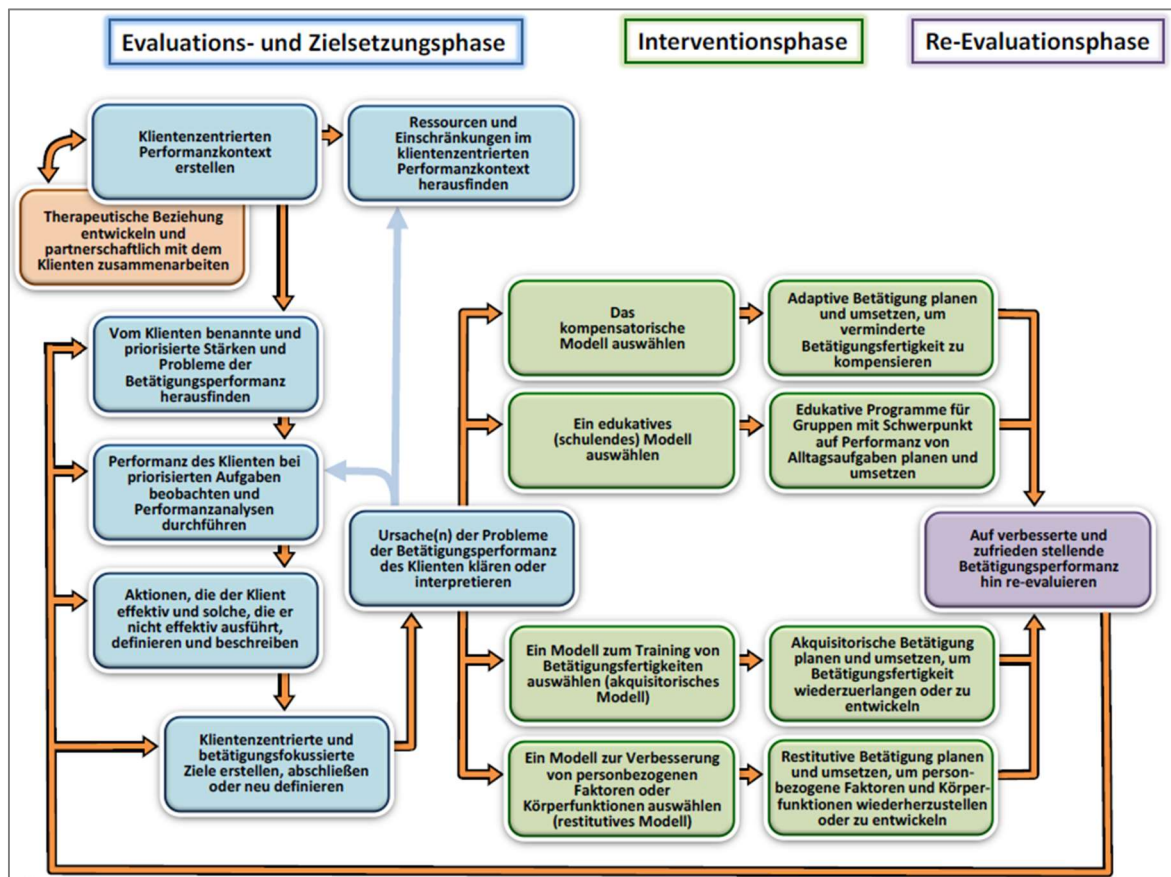 Evaluations- und Zielsetzungsphase
Interventionsphase
Re-Evaluationsphase
Klientenzentrierten
Performanzkontext
erstellen
Ressourcen und
Einschränkungen im
klientenzentrierten
Performanzkontext
herausfinden
Therapeutische Beziehung
entwickeln und
partnerschaftlich mit dem
Klienten zusammenarbeiten
Vom Klienten benannte und
priorisierte Stärken und
Probleme der
Betätigungsperformanz
herausfinden
Performanz des Klienten bei
priorisierten Aufgaben
beobachten und
Performanzanalysen
durchführen
Aktionen, die der Klient
effektiv und solche, die er
nicht effektiv ausführt,
definieren und beschreiben
Klientenzentrierte und
betätigungsfokussierte
Ziele erstellen, abschließen
oder neu definieren
Ursache(n) der Probleme
der Betätigungsperformanz
des Klienten klären oder
interpretieren
Das
kompensatorische
Modell auswählen
Adaptive Betätigung planen
und umsetzen, um
verminderte
Betätigungsfertigkeit zu
kompensieren
Ein edukatives
(schulendes) Modell
auswählen
Edukative Programme für
Gruppen mit Schwerpunkt
auf Performanz von
Alltagsaufgaben planen und
umsetzen
Ein Modell zum Training von
Betätigungsfertigkeiten
auswählen (akquisitorisches
Modell)
Akquisitorische Betätigung
planen und umsetzen, um
Betätigungsfertigkeit
wiederzuerlangen oder zu
entwickeln
Ein Modell zur Verbesserung
von personbezogenen
Faktoren oder
Körperfunktionen auswählen
(restitutives Modell)
Restitutive Betätigung planen
und umsetzen, um person-
bezogene Faktoren und Körper-
funktionen wiederherzustellen
oder zu entwickeln
Auf verbesserte und
zufrieden stellende
Betätigungsperformanz
hin re-evaluieren